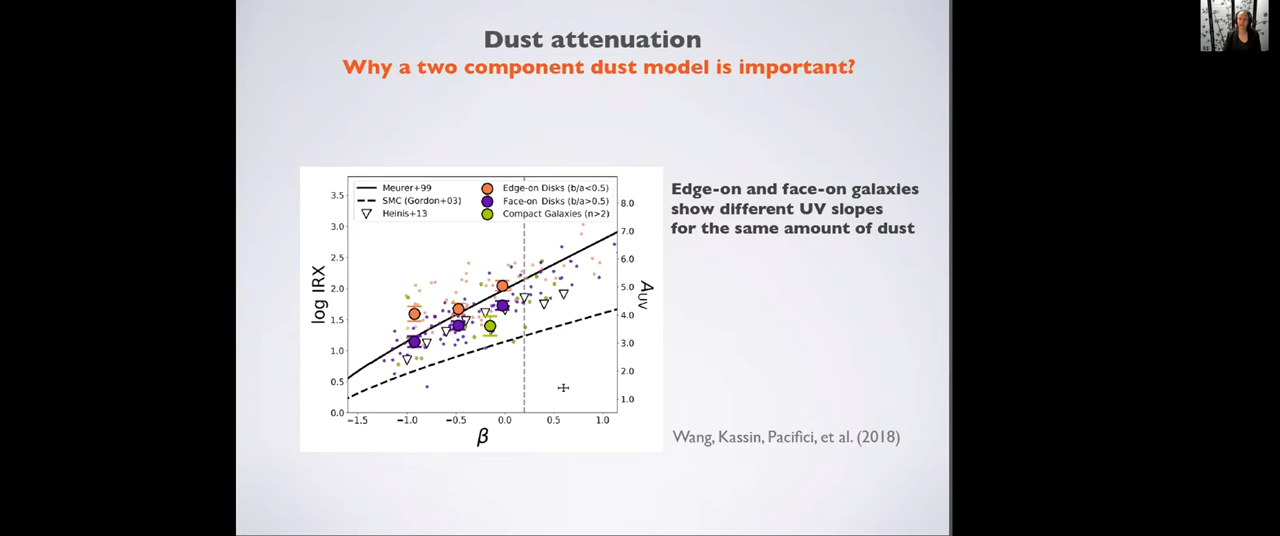 Dust attenuation
Why a two component dust model is important?
Meurer+99
SMC (Gordon+03)
Heinis+13
Edge-on Disks (b/a<0.5)
Face-on Disks (b/a>0.5)
Compact Galaxies (n>2)
3.5
3.0
2.5
2.0
1.5
1.0
0.5
0.0
log IRX
−1.5 −1.0 −0.5 0.0 0.5 1.0
β
8.0
7.0
6.0
5.0
4.0
3.0
2.0
1.0
AUV
Edge-on and face-on galaxies
show different UV slopes
for the same amount of dust
Wang, Kassin, Pacifici, et al. (2018)